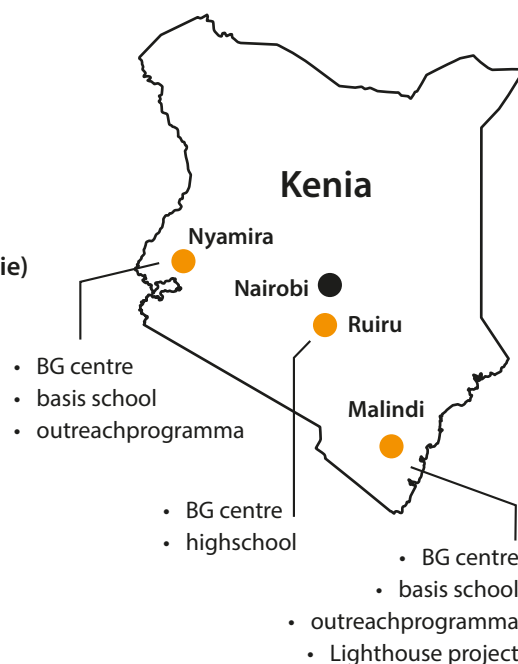 Kenia
Nyamira
ie)
Nairobi
Ruiru
• BG centre
• basis school
• outreachprogramma
Malindi
• BG centre
• highschool
• BG centre
• basis school
• outreachprogramma
• Lighthouse project